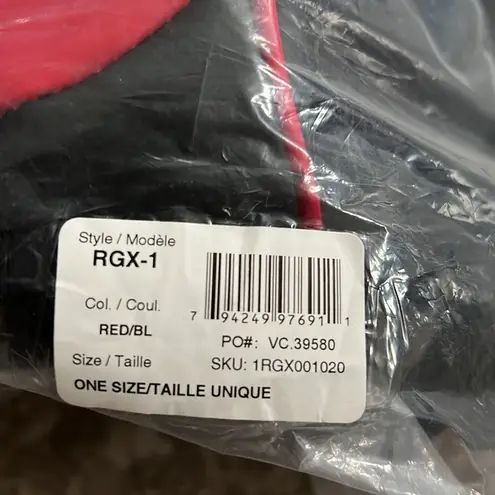 Style / Modèle
RGX-1
Col. / Coul.
RED/BL
Size / Taille
ONE SIZE/TAILLE UNIQUE
7 94249 97691 1
PO#: VC.39580
SKU: 1RGX001020